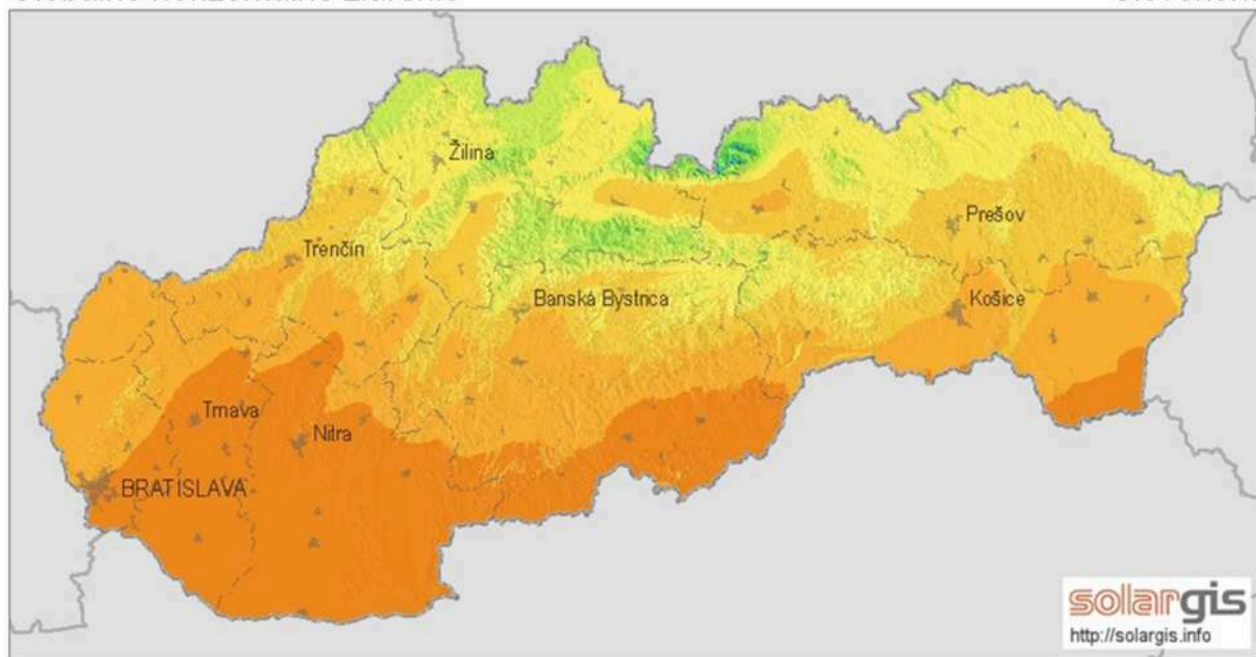 Žilina
Prešov
Trenčín
Banská Bystrica
Košice
Trnava
Nitra
BRATISLAVA
solargis
http://solargis.info